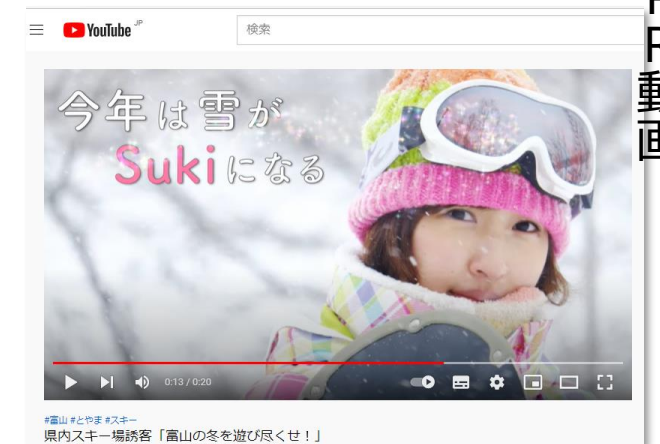 YouTube JP
検索
今年は雪が
Sukiになる
0:13 / 0:20
#富山 #とやま #スキー
県内スキー場誘客「富山の冬を遊び尽くせ！」
動画